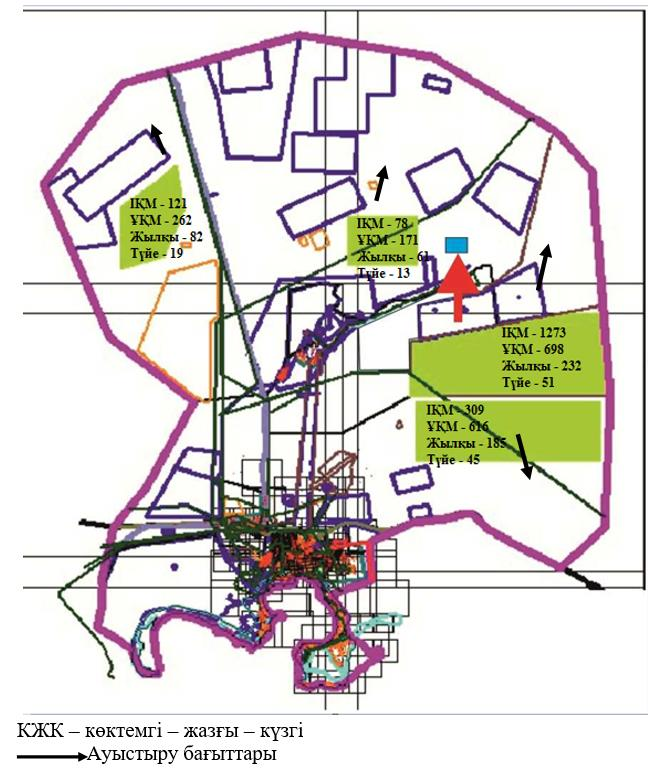 ІҚМ - 121
ҰҚМ - 262
Жылқы - 82
Түйе - 19
ІҚМ - 78
ҰҚМ - 171
Жылқы - 61
Түйе - 13
ІҚМ - 1273
ҰҚМ - 698
Жылқы - 232
Түйе - 51
ІҚМ - 309
ҰҚМ - 616
Жылқы - 185
Түйе - 45
КЖК – көктемгі – жазғы – күзгі
Ауыстыру бағыттары